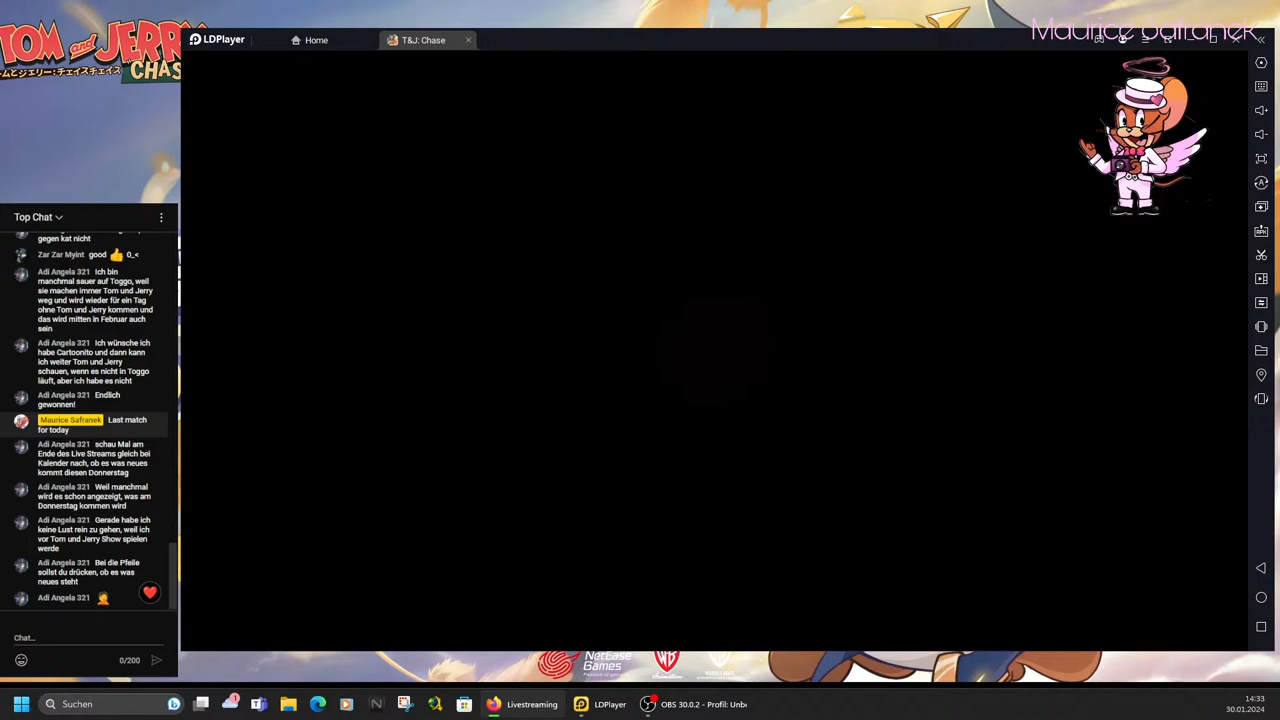 TOM and JERRY
CHAS
LDPlayer
Home
T&J: Chase
Maurice Safranek
Top Chat
gegen kat nicht
Zar Zar Myint good 👍 0_<
Adi Angela 321 Ich bin
manchmal sauer auf Toggo, weil
sie machen immer Tom und Jerry
weg und wird wieder für ein Tag
ohne Tom und Jerry kommen und
das wird mitten in Februar auch
sein
Adi Angela 321 Ich wünsche ich
habe Cartoonito und dann kann
ich weiter Tom und Jerry
schauen, wenn es nicht in Toggo
läuft, aber ich habe es nicht
Adi Angela 321 Endlich
gewonnen!
Maurice Safranek Last match
for today
Adi Angela 321 schau Mal am
Ende des Live Streams gleich bei
Kalender nach, ob es was neues
kommt diesen Donnerstag
Adi Angela 321 Weil manchmal
wird es schon angezeigt, was am
Donnerstag kommen wird
Adi Angela 321 Gerade habe ich
keine Lust rein zu gehen, weil ich
vor Tom und Jerry Show spielen
werde
Adi Angela 321 Bei die Pfeile
sollst du drücken, ob es was
neues steht
Adi Angela 321 🤦
Chat...
0/200
NetEase
Games
Suchen
1
Livestreaming
LDPlayer
OBS 30.0.2 - Profil: Unb
14:33
30.01.2024